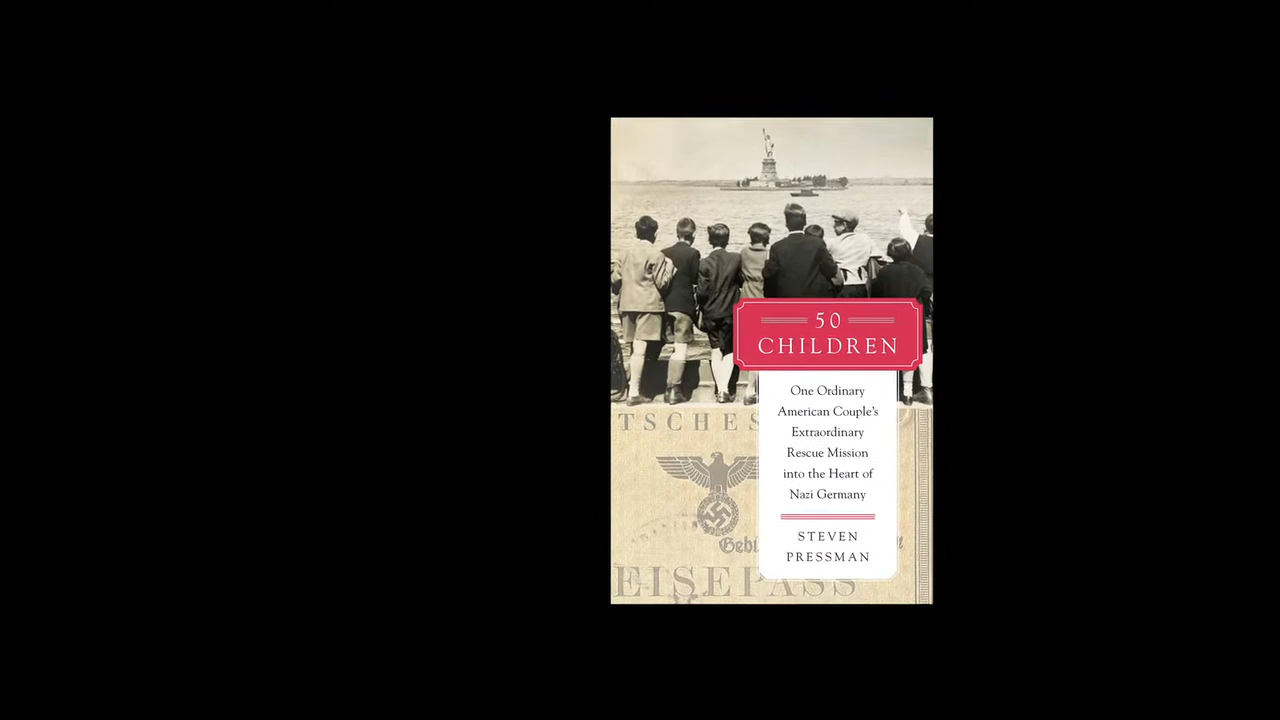 50
CHILDREN
One Ordinary
American Couple's
Extraordinary
Rescue Mission
into the Heart of
Nazi Germany
STEVEN
PRESSMAN
TSCHES
EISEPASS